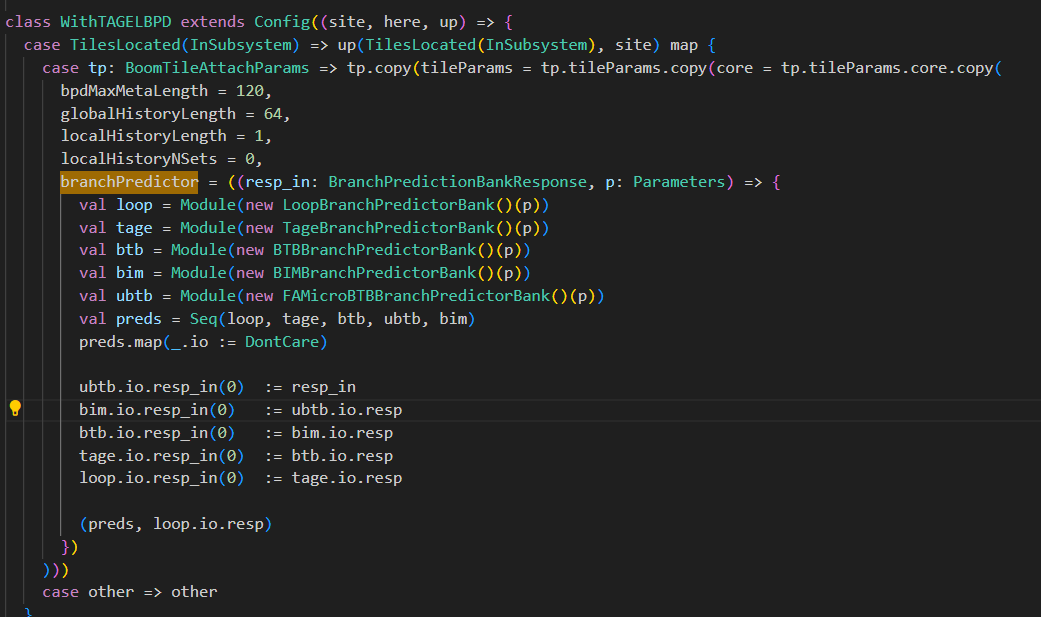 class WithTAGELBPD extends Config((site, here, up) => {
case TilesLocated(InSubsystem) => up(TilesLocated(InSubsystem), site) map {
case tp: BoomTileAttachParams => tp.copy(tileParams = tp.tileParams.copy(core = tp.tileParams.core.copy(
bpdMaxMetaLength = 120,
globalHistoryLength = 64,
localHistoryLength = 1,
localHistoryNSets = 0,
branchPredictor = ((resp_in: BranchPredictionBankResponse, p: Parameters) => {
val loop = Module(new LoopBranchPredictorBank()(p))
val tage = Module(new TageBranchPredictorBank()(p))
val btb = Module(new BTBBranchPredictorBank()(p))
val bim = Module(new BIMBranchPredictorBank()(p))
val ubtb = Module(new FAMicroBTBBranchPredictorBank()(p))
val preds = Seq(loop, tage, btb, ubtb, bim)
preds.map(_.io := DontCare)
ubtb.io.resp_in(0) := resp_in
bim.io.resp_in(0) := ubtb.io.resp
btb.io.resp_in(0) := bim.io.resp
tage.io.resp_in(0) := btb.io.resp
loop.io.resp_in(0) := tage.io.resp
(preds, loop.io.resp)
})
)))
case other => other
}